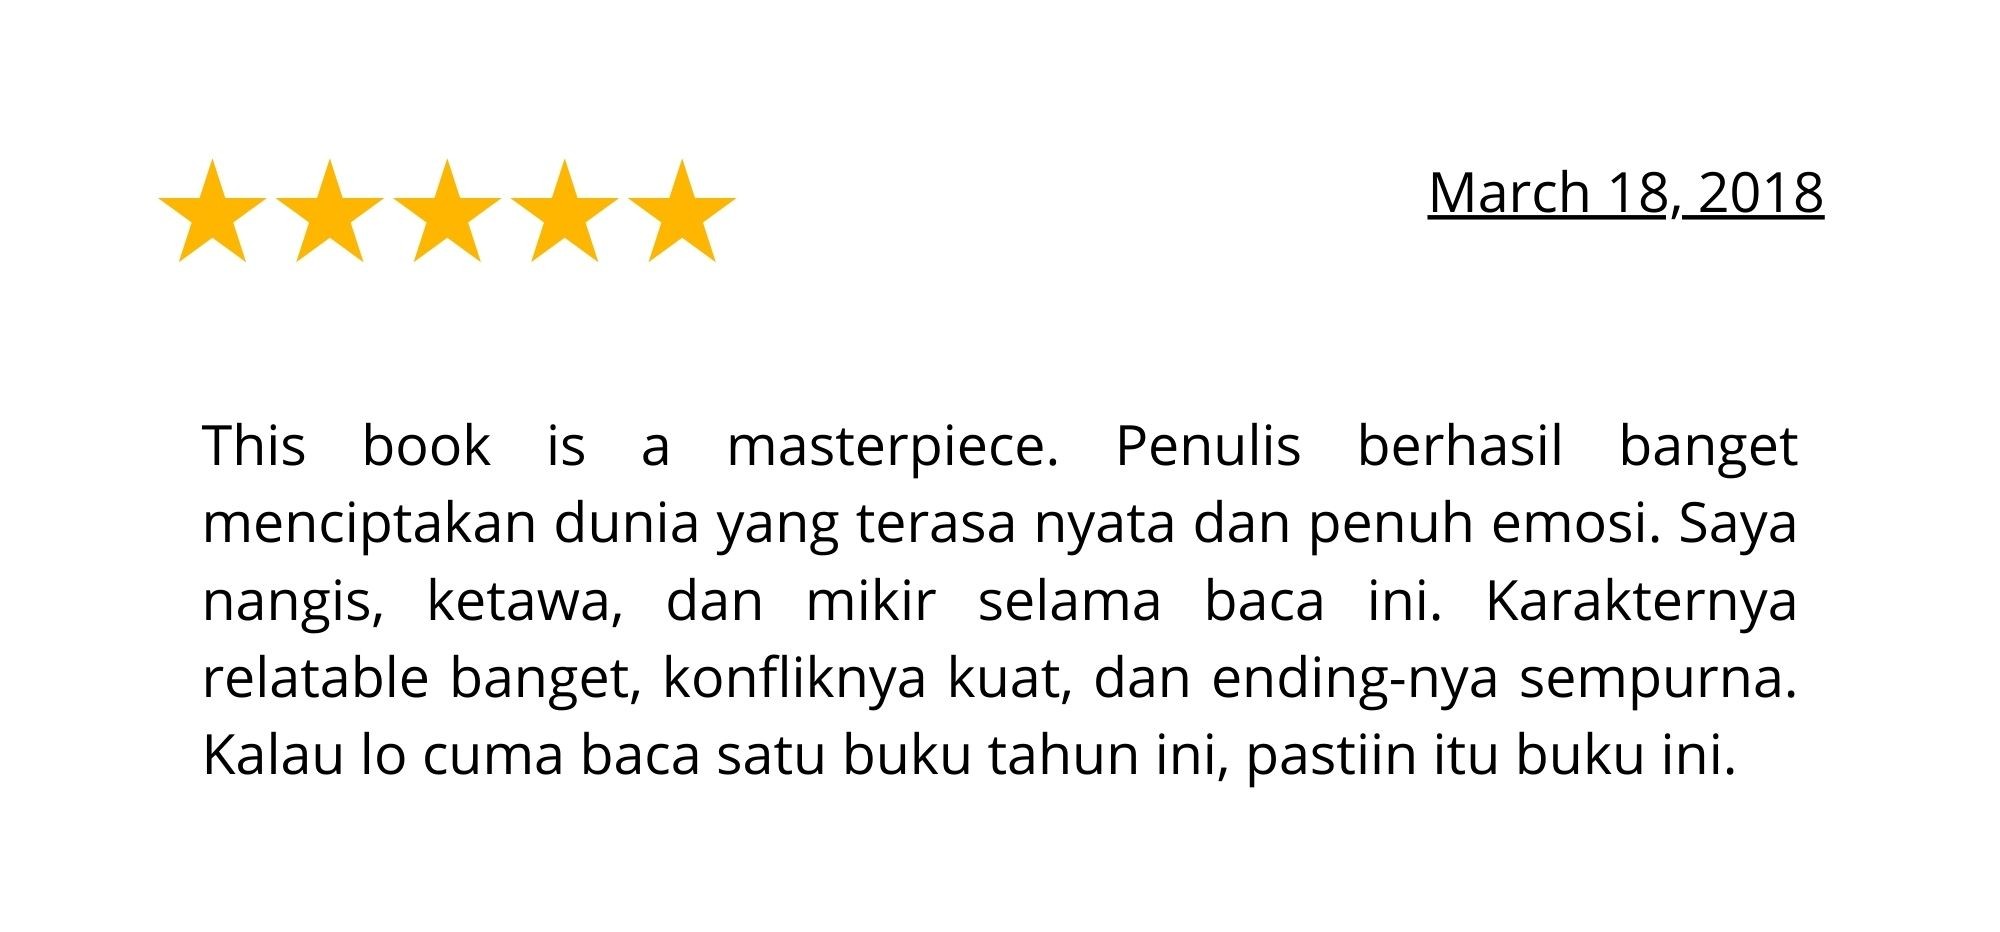 March 18, 2018
This book is a masterpiece. Penulis berhasil banget
menciptakan dunia yang terasa nyata dan penuh emosi. Saya
nangis, ketawa, dan mikir selama baca ini. Karakternya
relatable banget, konfliknya kuat, dan ending-nya sempurna.
Kalau lo cuma baca satu buku tahun ini, pastiin itu buku ini.